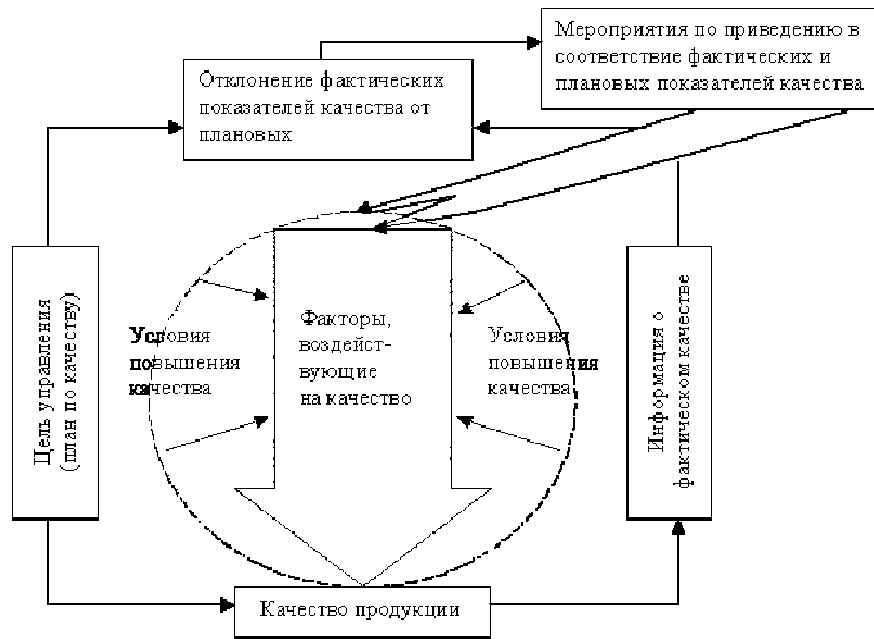 Мероприятия по приведению в
соответствие фактических и
плановых показателей качества
Отклонение фактических
показателей качества от
плановых
Цель управления
(план по качеству)
Условия
повышения
качества
Факторы,
воздейст-
вующие
на качество
Условия
повышения
качества
Информация о
фактическом качестве
Качество продукции